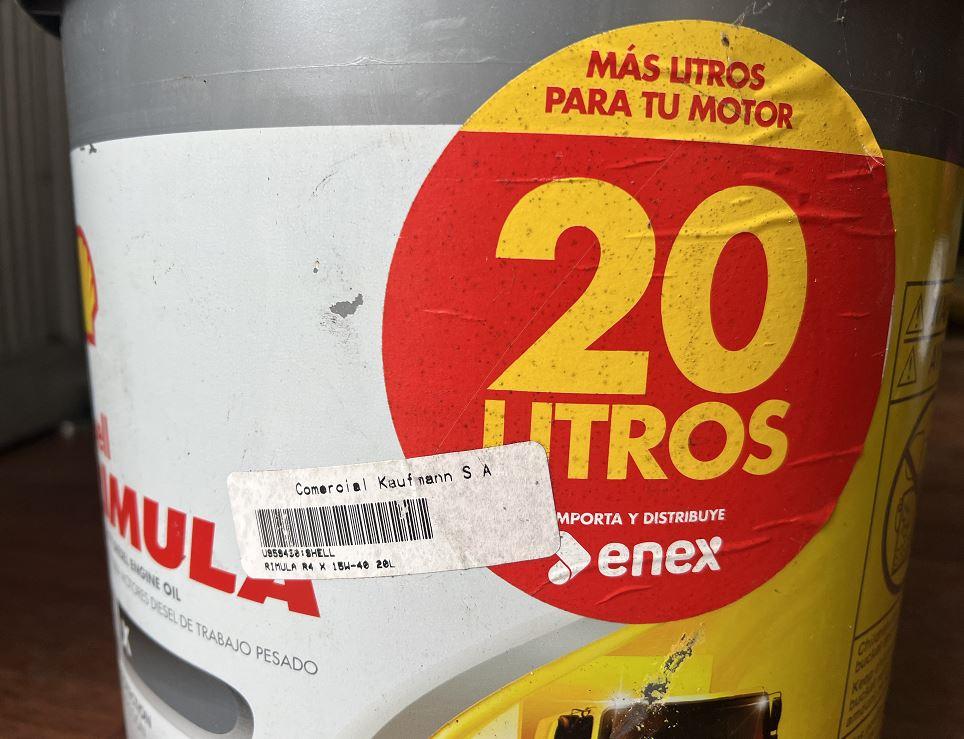 MÁS LITROS
PARA TU MOTOR
20
LITROS
IMPORTA Y DISTRIBUYE
enex
Comercial Kaufmann S A
RIMULA R4 X 15W-40 20L
ell
IMULA
ENGINE OIL
MOTORES DIESEL DE TRABAJO PESADO